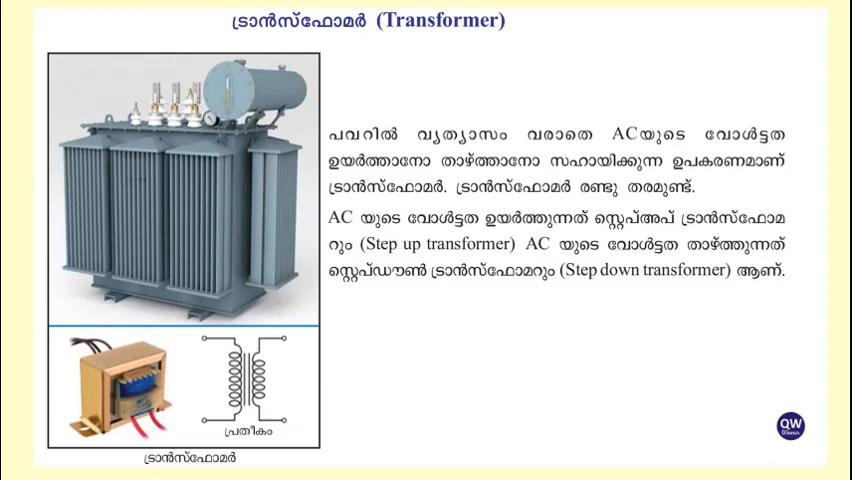 ട്രാൻസ്ഫോമർ (Transformer)
പവറിൽ വ്യത്യാസം വരാതെ ACയുടെ വോൾട്ടത
ഉയർത്താനോ താഴ്ത്താനോ സഹായിക്കുന്ന ഉപകരണമാണ്
ട്രാൻസ്ഫോമർ. ട്രാൻസ്ഫോമർ രണ്ടു തരമുണ്ട്.
AC യുടെ വോൾട്ടത ഉയർത്തുന്നത് സ്റ്റെപ്അപ് ട്രാൻസ്ഫോമ
റും (Step up transformer) AC യുടെ വോൾട്ടത താഴ്ത്തുന്നത്
സ്റ്റെപ്ഡൗൺ ട്രാൻസ്ഫോമറും (Step down transformer) ആണ്.
പ്രതീകം
ട്രാൻസ്ഫോമർ
QW
Winner